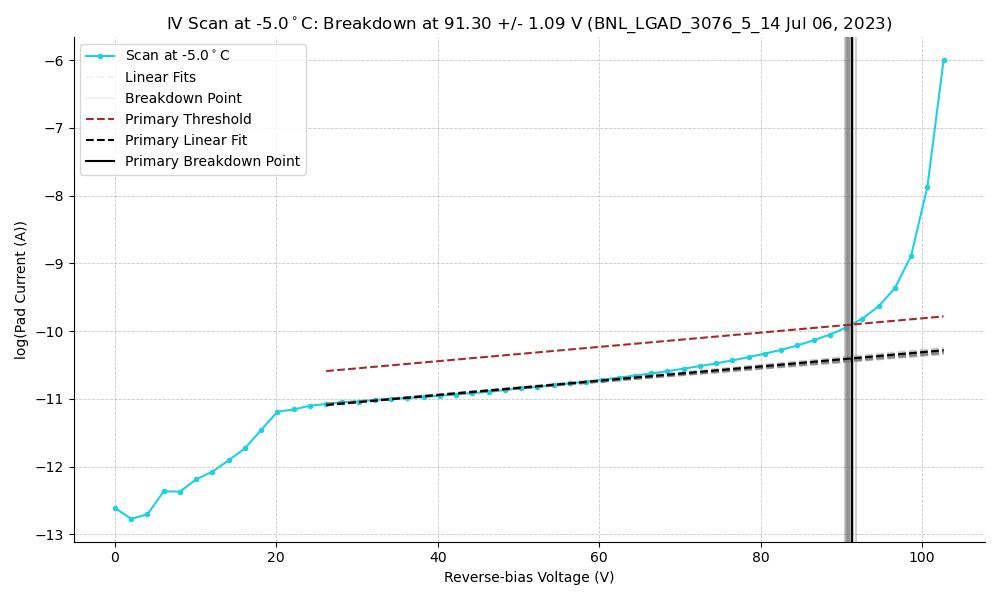 IV Scan at -5.0°C: Breakdown at 91.30 +/- 1.09 V (BNL_LGAD_3076_5_14 Jul 06, 2023)
Scan at -5.0°C
Linear Fits
Breakdown Point
Primary Threshold
Primary Linear Fit
Primary Breakdown Point
log(Pad Current (A))
−6
−7
−8
−9
−10
−11
−12
−13
0 20 40 60 80 100
Reverse-bias Voltage (V)